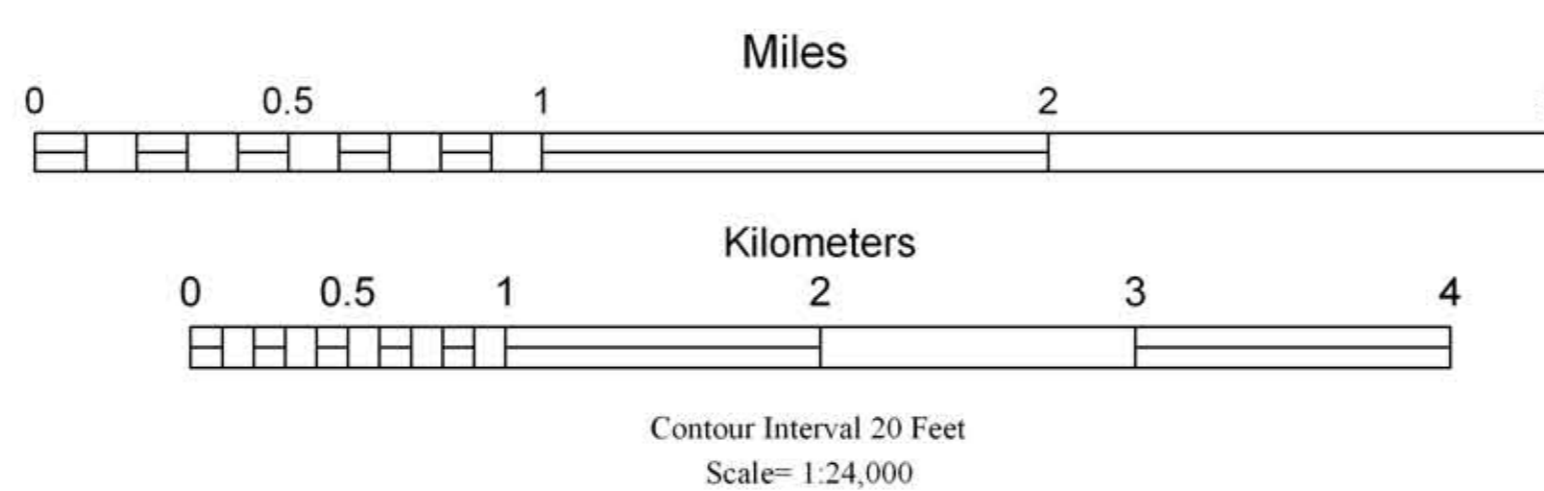 Miles
0 0.5 1 2
Kilometers
0 0.5 1 2 3 4
Contour Interval 20 Feet
Scale= 1:24,000